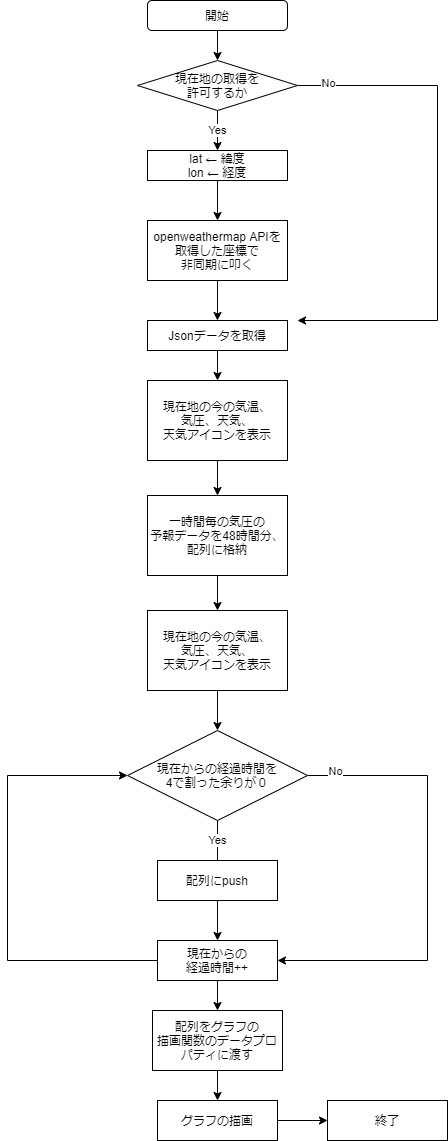 開始
現在地の取得を
許可するか
No
Yes
lat ← 緯度
lon ← 経度
openweathermap APIを
取得した座標で
非同期に叩く
Jsonデータを取得
現在地の今の気温、
気圧、天気、
天気アイコンを表示
一時間毎の気圧の
予報データを48時間分、
配列に格納
現在地の今の気温、
気圧、天気、
天気アイコンを表示
現在からの経過時間を
4で割った余りが０
No
Yes
配列にpush
現在からの
経過時間++
配列をグラフの
描画関数のデータプロ
パティに渡す
グラフの描画
終了